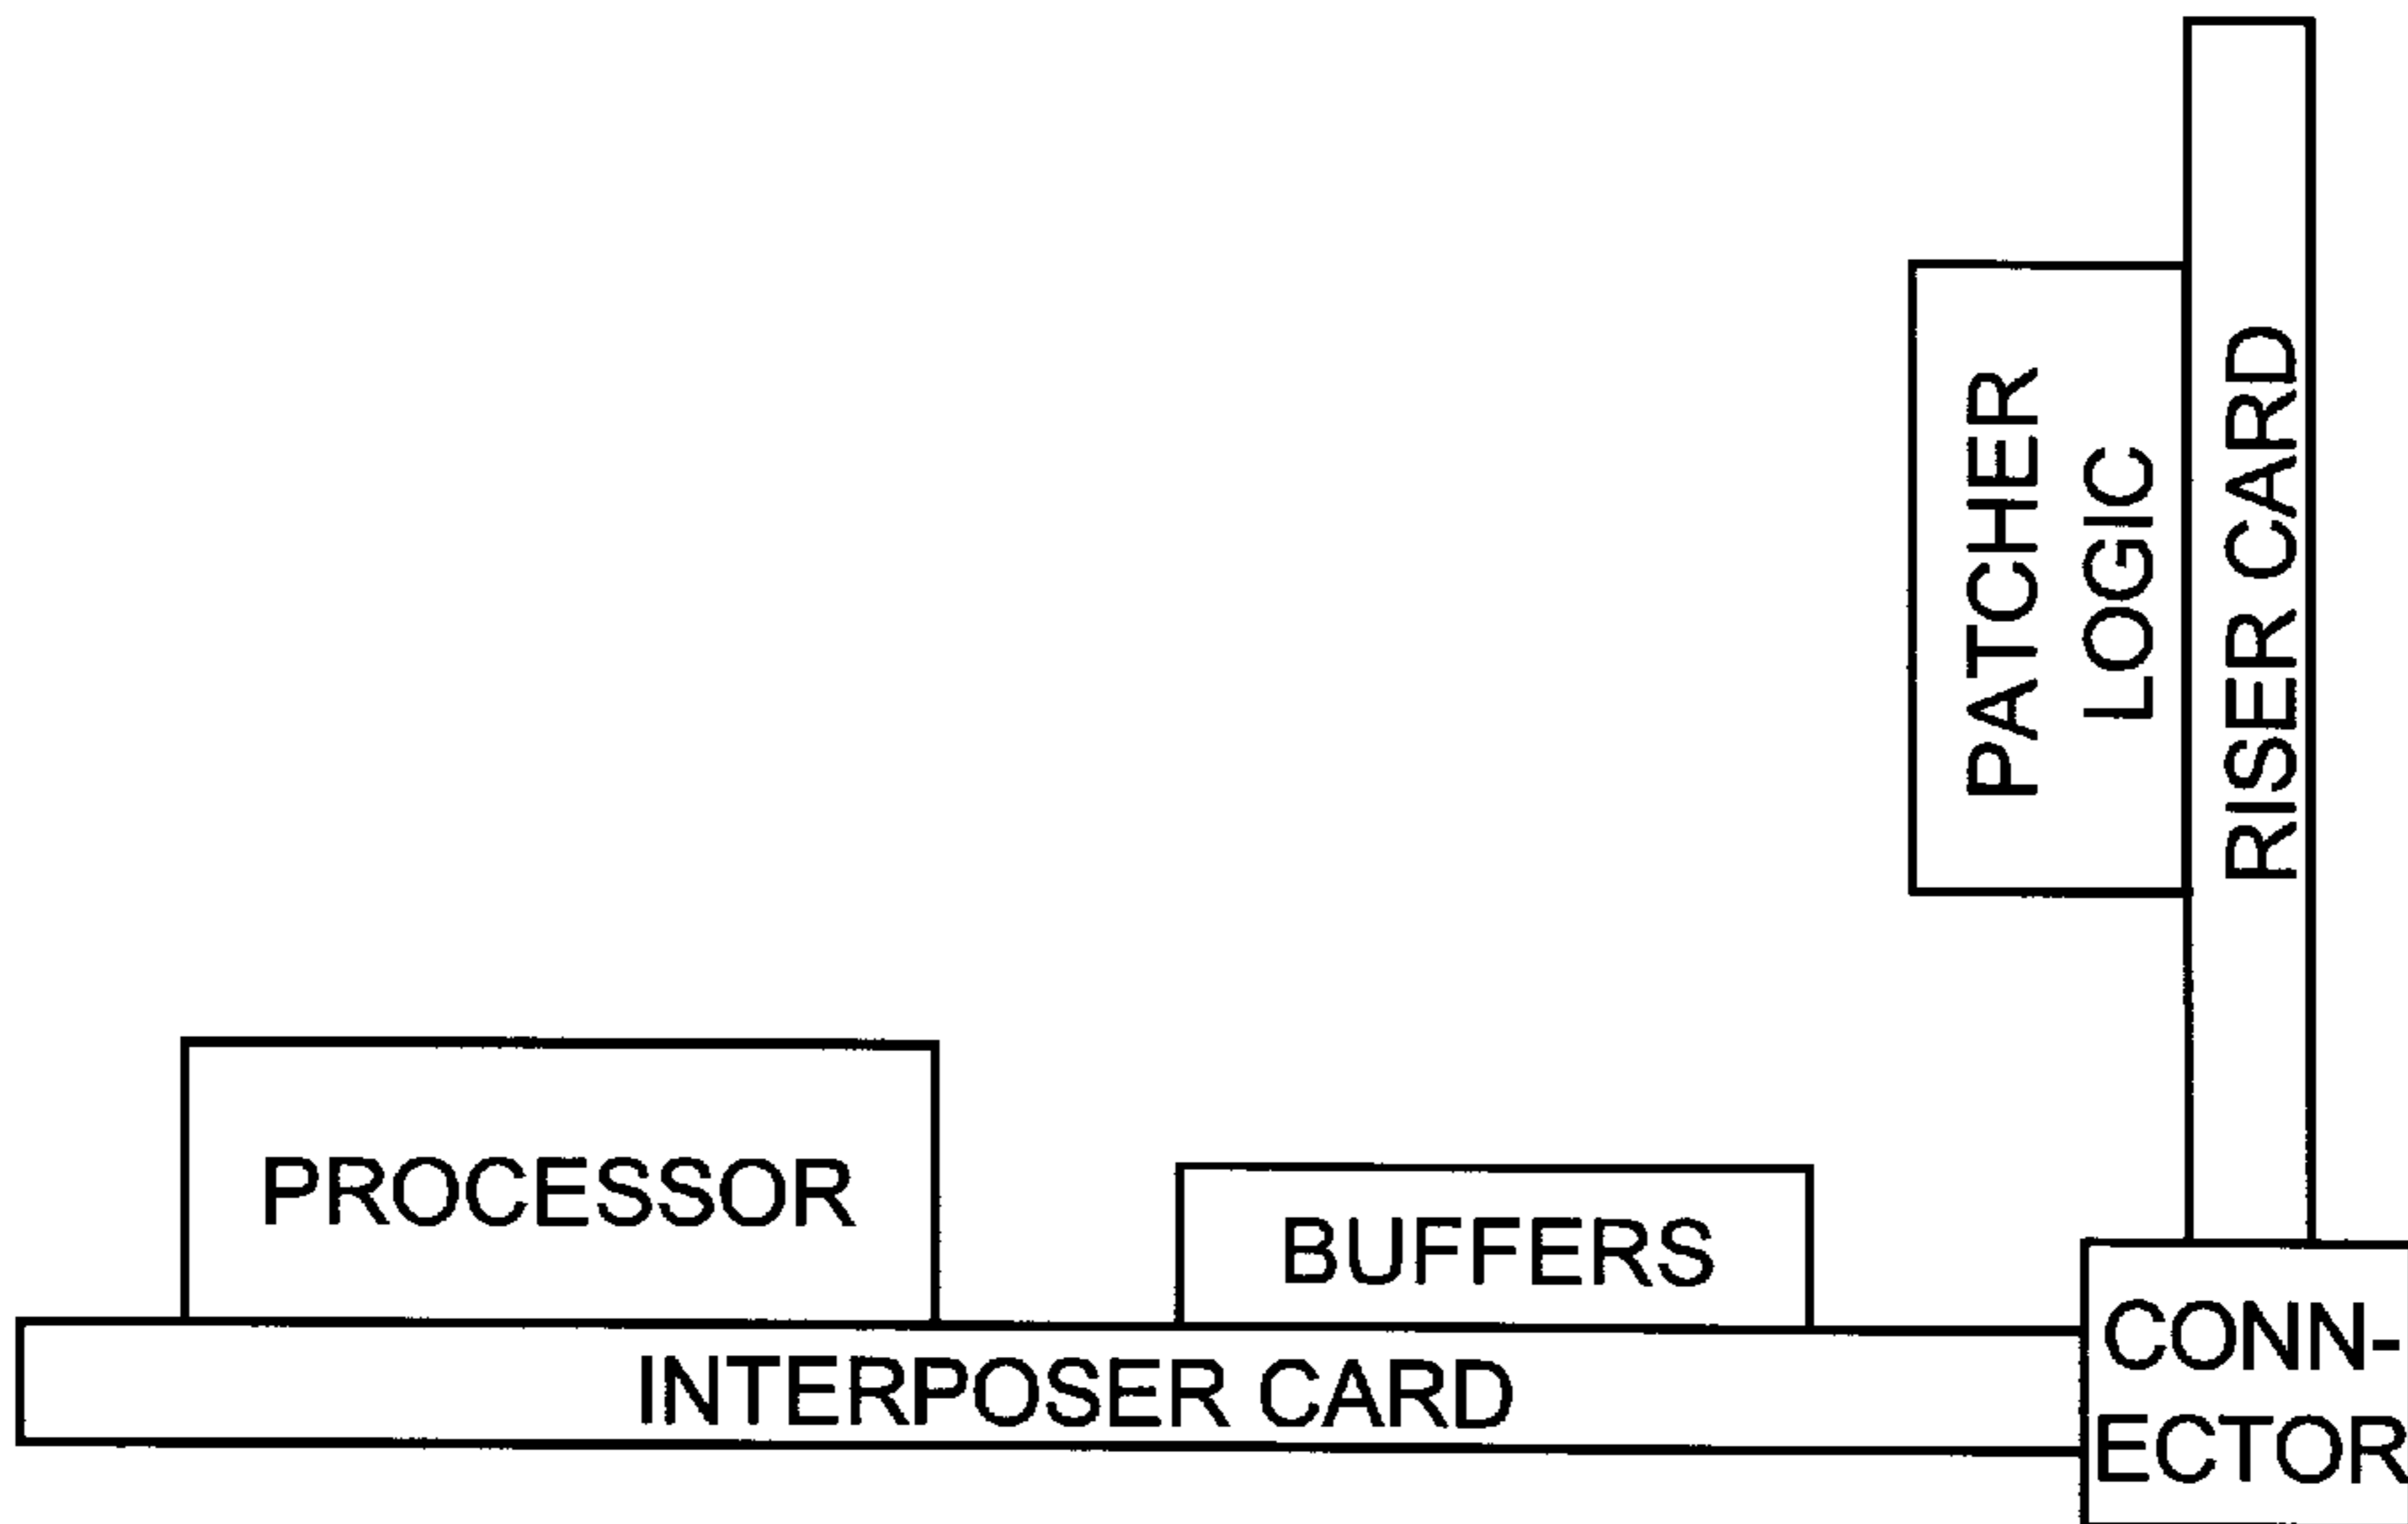 PATCHER
LOGIC
RISER CARD
PROCESSOR
BUFFERS
INTERPOSER CARD
CONN-
ECTOR